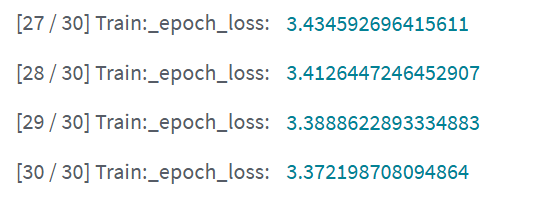 [27 / 30] Train:_epoch_loss: 3.434592696415611
[28 / 30] Train:_epoch_loss: 3.4126447246452907
[29 / 30] Train:_epoch_loss: 3.3888622893334883
[30 / 30] Train:_epoch_loss: 3.372198708094864